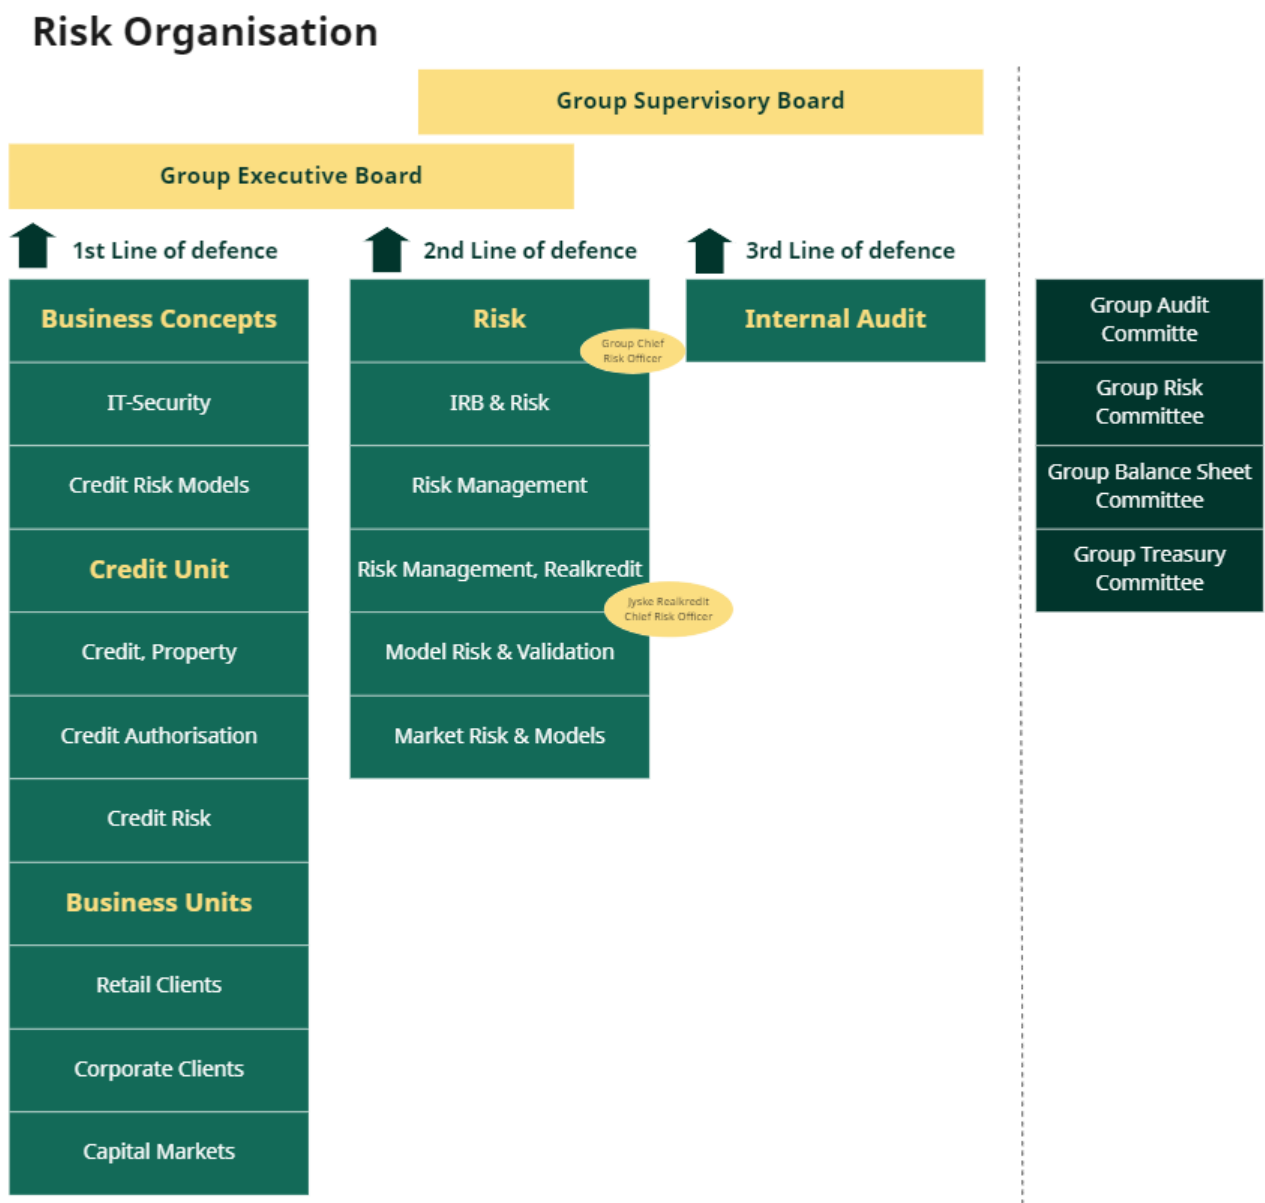 Risk Organisation
Group Supervisory Board
Group Executive Board
1st Line of defence
2nd Line of defence
3rd Line of defence
Business Concepts
IT-Security
Credit Risk Models
Credit Unit
Credit, Property
Credit Authorisation
Credit Risk
Business Units
Retail Clients
Corporate Clients
Capital Markets
Risk
Group Chief
Risk Officer
IRB & Risk
Risk Management
Risk Management, Realkredit
Jyske Realkredit
Chief Risk Officer
Model Risk & Validation
Market Risk & Models
Internal Audit
Group Audit
Committe
Group Risk
Committee
Group Balance Sheet
Committee
Group Treasury
Committee